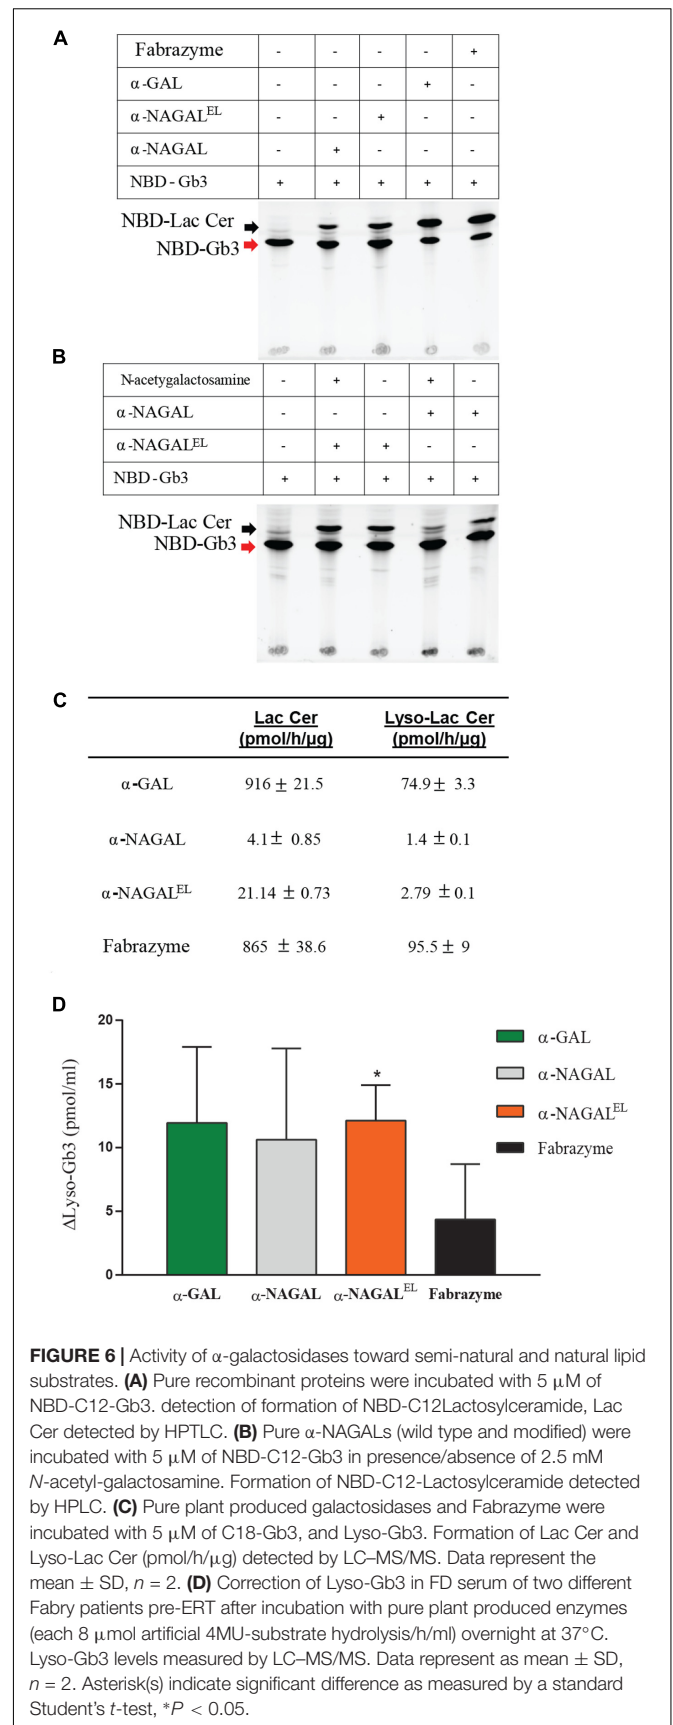 A
Fabrazyme - - - - +
α-GAL - - - + -
α-NAGALEL - - + - -
α-NAGAL - + - - -
NBD-Gb3 + + + + +
NBD-Lac Cer
NBD-Gb3
B
N-acetygalactosamine - + - + -
α-NAGAL - - - + +
α-NAGALEL - + + - -
NBD-Gb3 + + + + +
NBD-Lac Cer
NBD-Gb3
C
Lac Cer Lyso-Lac Cer
(pmol/h/µg) (pmol/h/µg)
α-GAL 916 ± 21.5 74.9 ± 3.3
α-NAGAL 4.1 ± 0.85 1.4 ± 0.1
α-NAGALEL 21.14 ± 0.73 2.79 ± 0.1
Fabrazyme 865 ± 38.6 95.5 ± 9
D
ΔLyso-Gb3 (pmol/ml)
20
15
10
5
0
*
α-GAL
α-NAGAL
α-NAGALEL
Fabrazyme
α-GAL α-NAGAL α-NAGALEL Fabrazyme
FIGURE 6 | Activity of α-galactosidases toward semi-natural and natural lipid
substrates. (A) Pure recombinant proteins were incubated with 5 µM of
NBD-C12-Gb3. detection of formation of NBD-C12Lactosylceramide, Lac
Cer detected by HPTLC. (B) Pure α-NAGALs (wild type and modified) were
incubated with 5 µM of NBD-C12-Gb3 in presence/absence of 2.5 mM
N-acetyl-galactosamine. Formation of NBD-C12-Lactosylceramide detected
by HPLC. (C) Pure plant produced galactosidases and Fabrazyme were
incubated with 5 µM of C18-Gb3, and Lyso-Gb3. Formation of Lac Cer and
Lyso-Lac Cer (pmol/h/µg) detected by LC–MS/MS. Data represent the
mean ± SD, n = 2. (D) Correction of Lyso-Gb3 in FD serum of two different
Fabry patients pre-ERT after incubation with pure plant produced enzymes
(each 8 µmol artificial 4MU-substrate hydrolysis/h/ml) overnight at 37°C.
Lyso-Gb3 levels measured by LC–MS/MS. Data represent as mean ± SD,
n = 2. Asterisk(s) indicate significant difference as measured by a standard
Student's t-test, *P < 0.05.